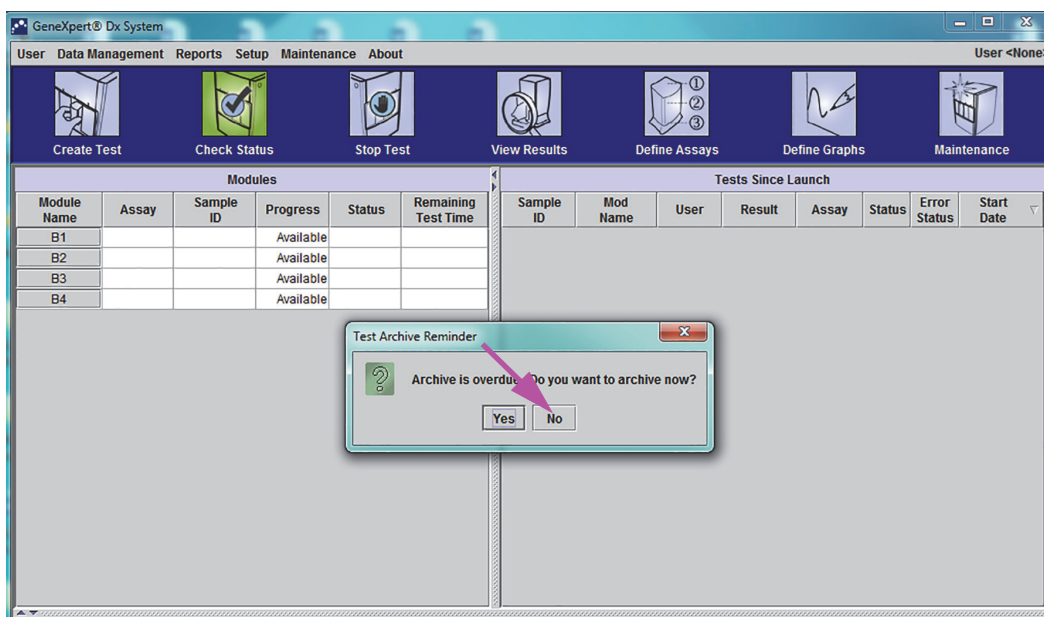 GeneXpert® Dx System
User Data Management Reports Setup Maintenance About User <None>
Create Test Check Status Stop Test View Results Define Assays Define Graphs Maintenance
Modules
Module Name Assay Sample ID Progress Status Remaining Test Time
B1 Available
B2 Available
B3 Available
B4 Available
Tests Since Launch
Sample ID Mod Name User Result Assay Status Error Status Start Date
Test Archive Reminder
Archive is overdue. Do you want to archive now?
Yes No